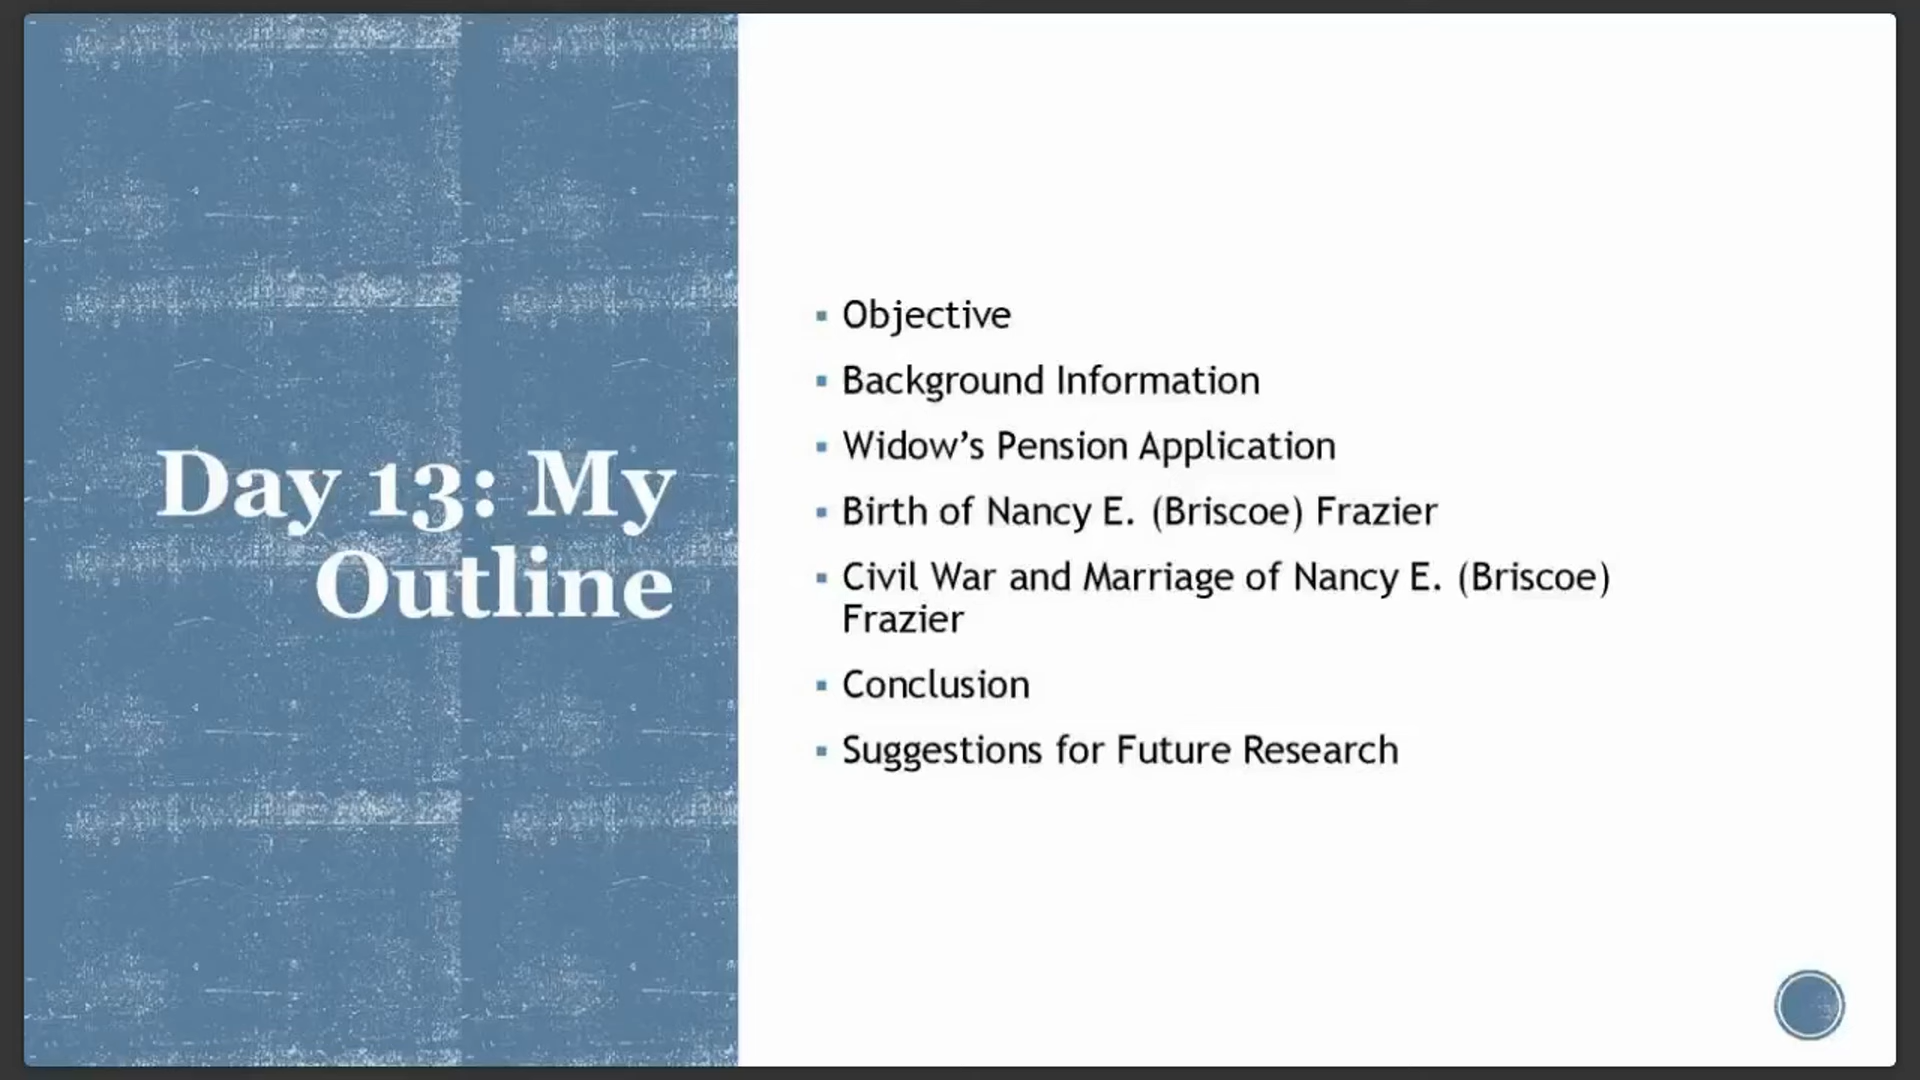 Day 13: My
Outline
Objective
Background Information
Widow’s Pension Application
Birth of Nancy E. (Briscoe) Frazier
Civil War and Marriage of Nancy E. (Briscoe)
Frazier
Conclusion
Suggestions for Future Research